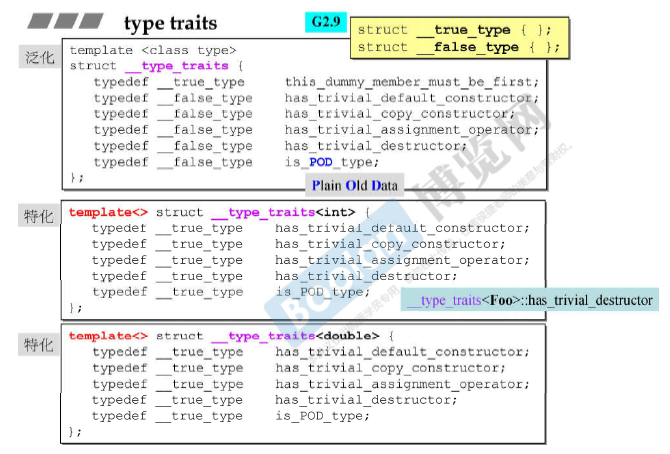 type traits
G2.9
struct __true_type { };
struct __false_type { };
泛化
template <class type>
struct __type_traits {
typedef __true_type this_dummy_member_must_be_first;
typedef __false_type has_trivial_default_constructor;
typedef __false_type has_trivial_copy_constructor;
typedef __false_type has_trivial_assignment_operator;
typedef __false_type has_trivial_destructor;
typedef __false_type is_POD_type;
};
Plain Old Data
特化
template<> struct __type_traits<int> {
typedef __true_type has_trivial_default_constructor;
typedef __true_type has_trivial_copy_constructor;
typedef __true_type has_trivial_assignment_operator;
typedef __true_type has_trivial_destructor;
typedef __true_type is_POD_type;
};
__type_traits<Foo>::has_trivial_destructor
特化
template<> struct __type_traits<double> {
typedef __true_type has_trivial_default_constructor;
typedef __true_type has_trivial_copy_constructor;
typedef __true_type has_trivial_assignment_operator;
typedef __true_type has_trivial_destructor;
typedef __true_type is_POD_type;
};
Boolan 博览网